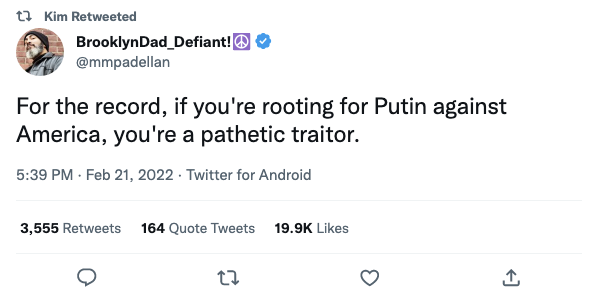 Kim Retweeted
BrooklynDad_Defiant!☮️
@mmpadellan
For the record, if you're rooting for Putin against
America, you're a pathetic traitor.
5:39 PM · Feb 21, 2022 · Twitter for Android
3,555 Retweets 164 Quote Tweets 19.9K Likes